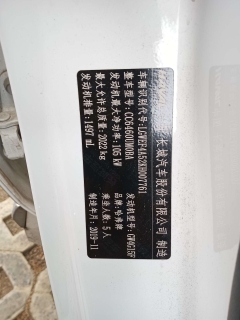 长城汽车股份有限公司 制造
品牌：哈弗牌 发动机型号：GW4G15F
车辆识别代号：LGWEF4A52KH007761
整车型号：CC6460UM08A 乘坐人数：5 人
发动机最大净功率：105 kW
最大允许总质量：2022 kg 制造年月：2019-11
发动机排量：1497 mL